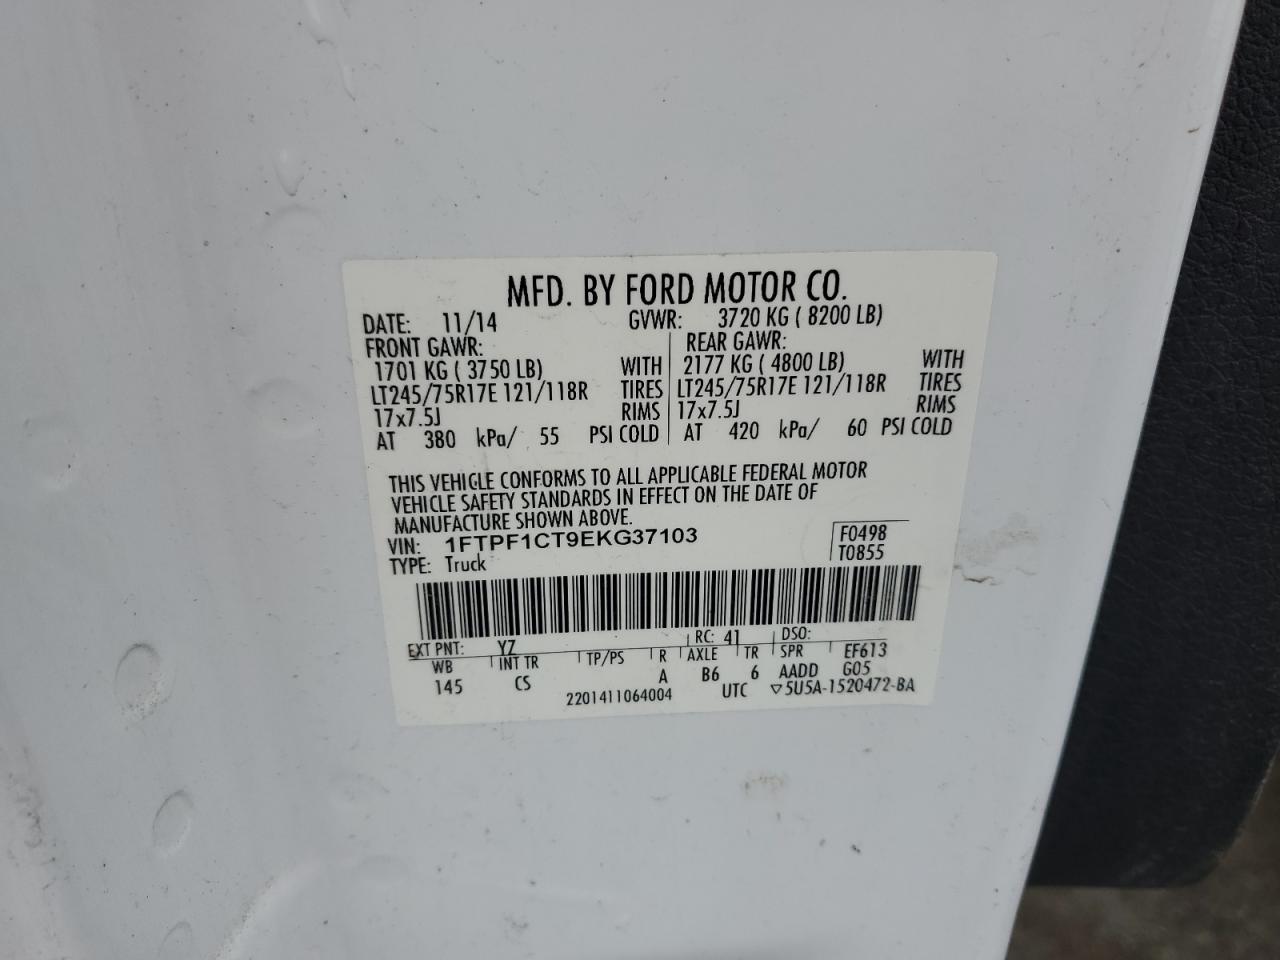 MFD. BY FORD MOTOR CO.
DATE: 11/14 GVWR: 3720 KG ( 8200 LB)
FRONT GAWR: REAR GAWR:
1701 KG ( 3750 LB) WITH 2177 KG ( 4800 LB) WITH
LT245/75R17E 121/118R TIRES LT245/75R17E 121/118R TIRES
17x7.5J RIMS 17x7.5J RIMS
AT 380 kPa/ 55 PSI COLD AT 420 kPa/ 60 PSI COLD
THIS VEHICLE CONFORMS TO ALL APPLICABLE FEDERAL MOTOR
VEHICLE SAFETY STANDARDS IN EFFECT ON THE DATE OF
MANUFACTURE SHOWN ABOVE.
VIN: 1FTPF1CT9EKG37103 F0498
TYPE: Truck T0855
EXT PNT: YZ RC: 41 DSO:
WB INT TR TP/PS R AXLE TR SPR EF613
145 CS A B6 6 AADD G05
2201411064004 UTC ▽5U5A-1520472-BA